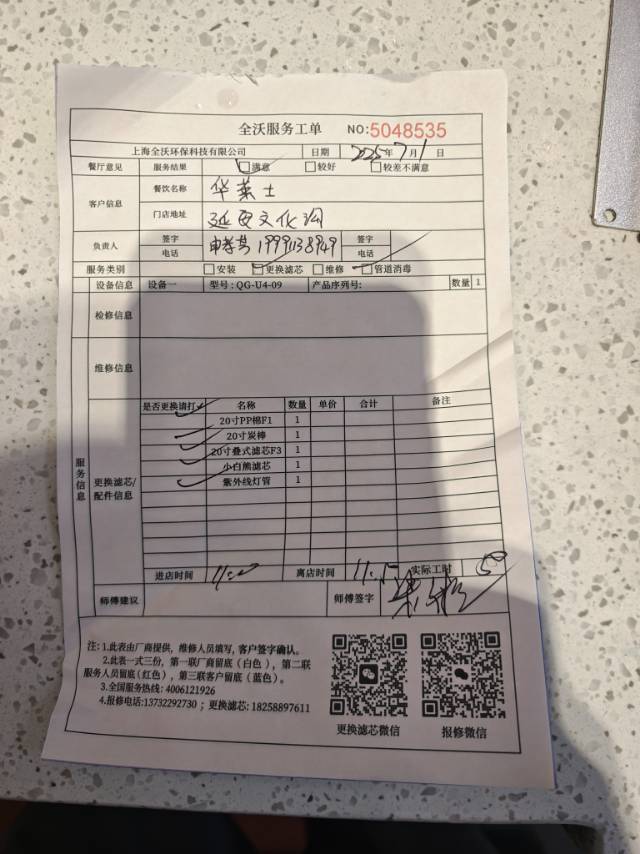 全沃服务工单 NO:5048535
上海全沃环保科技有限公司 日期 2025年7月1日
餐厅意见 服务结果 ☑满意 □较好 □较差不满意
客户信息 餐饮名称 华莱士
门店地址 延安文化沟
负责人 签字 签字
电话 电话
服务类别 □安装 ☑更换滤芯 □维修 ☑管道消毒
设备信息 设备一 型号:QG-U4-09 产品序列号: 数量 1
检修信息
维修信息
服务信息
更换滤芯/配件信息
是否更换请打✓ 名称 数量 单价 合计 备注
20寸PP棉F1 1
✓ 20寸炭棒 1
✓ 20寸叠式滤芯F3 1
✓ 小白熊滤芯 1
✓ 紫外线灯管 1
进店时间 离店时间 11:15 实际工时
师傅建议 师傅签字
注: 1.此表由厂商提供, 维修人员填写, 客户签字确认。
2.此表一式三份, 第一联厂商留底 (白色), 第二联
服务人员留底(红色), 第三联客户留底 (蓝色)。
3.全国服务热线: 4006121926
4.报修电话:13732292730 ; 更换滤芯: 18258897611
更换滤芯微信 报修微信